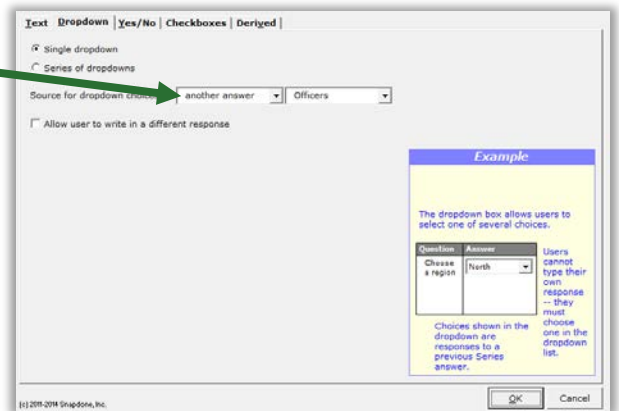 Text Dropdown Yes/No Checkboxes Derived
Single dropdown
Series of dropdowns
Source for dropdown choices another answer Officers
Allow user to write in a different response
Example
The dropdown box allows users to
select one of several choices.
Question Answer
Choose
a region
North
Users
cannot
type their
own
response
-- they
must
choose
one in the
dropdown
list.
Choices shown in the
dropdown are
responses to a
previous Series
answer.
(c) 2011-2014 Snapdone, Inc.
OK Cancel